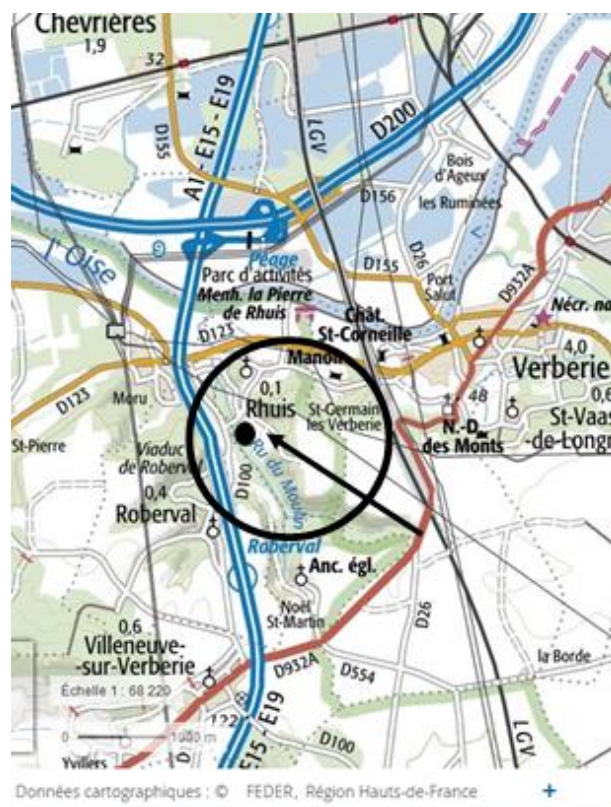 Chevrières
1,9
32
D155
A1 - E15 - E19
LGV
D200
Bois
d'Ageux
les Ruminées
D156
l'Oise
9
Péage
Parc d'activités
Menh. la Pierre
de Rhuis
D155
D26
Port
Salut
D932A
Chât.
St-Corneille
Nécr. na
D123
Manoir
4,0
Verberie
D123
Moru
0,1
Rhuis
St-Germain
lès Verberie
48
N.-D.
des Monts
0,6
St-Vaas
-de-Longm
St-Pierre
Viaduc
de Roberval
0,4
Roberval
D100
Ru du Moulin
Roberval
Anc. égl.
Noël
St-Martin
D26
0,6
Villeneuve-
-sur-Verberie
D932A
D554
la Borde
Échelle 1 : 68 220
0
1000 m
122
D100
E15 - E19
LGV
Yvillers
Données cartographiques : © FEDER, Région Hauts-de-France
+